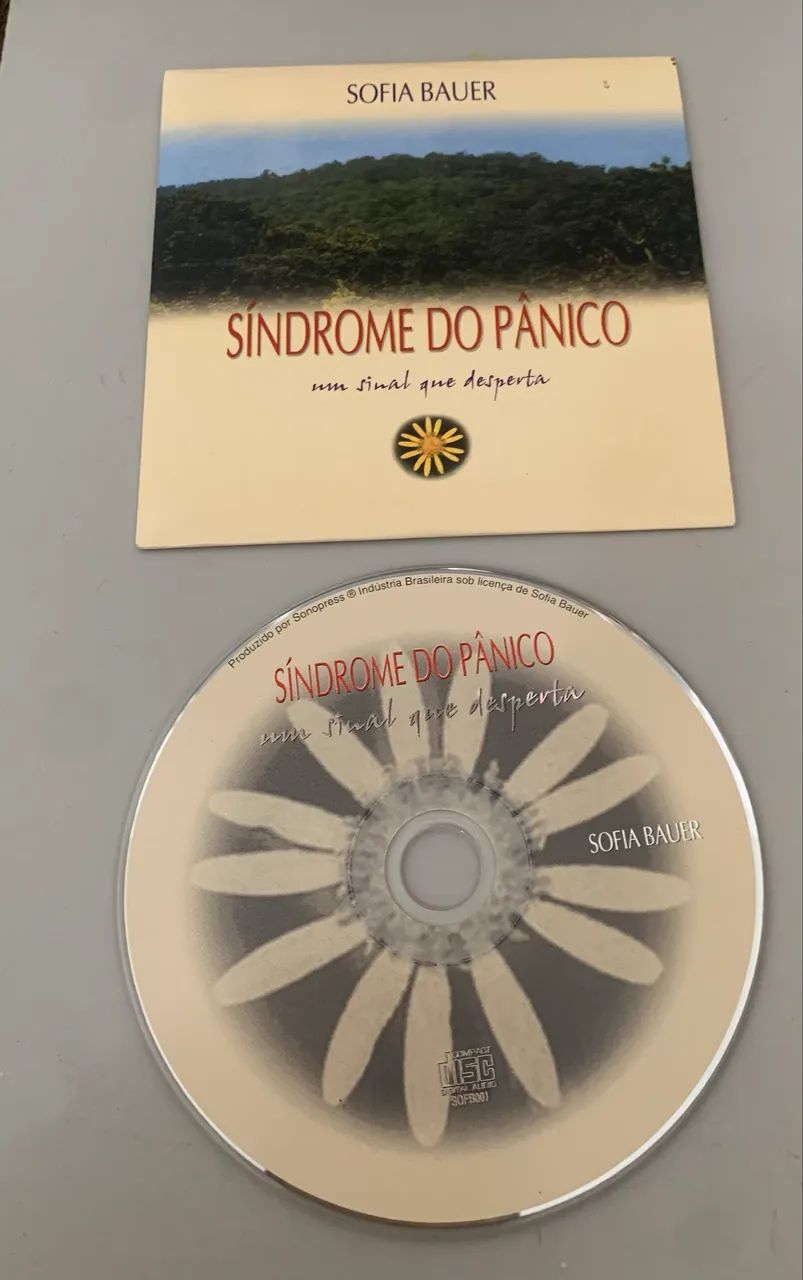 SOFIA BAUER
SÍNDROME DO PÂNICO
um sinal que desperta
Produzido por Sonopress ® Indústria Brasileira sob licença de Sofia Bauer
SÍNDROME DO PÂNICO
um sinal que desperta
SOFIA BAUER
COMPACT
disc
DIGITAL AUDIO
SOFB001